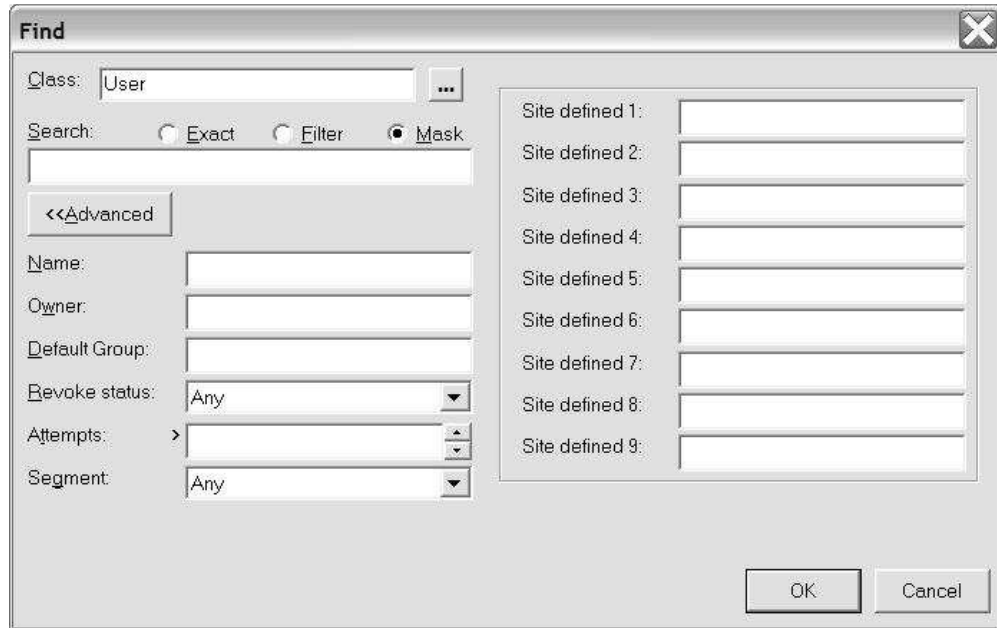 Find
Class: User ...
Search: Exact Filter Mask
<<Advanced
Name:
Owner:
Default Group:
Revoke status: Any
Attempts: >
Segment: Any
Site defined 1:
Site defined 2:
Site defined 3:
Site defined 4:
Site defined 5:
Site defined 6:
Site defined 7:
Site defined 8:
Site defined 9:
OK Cancel